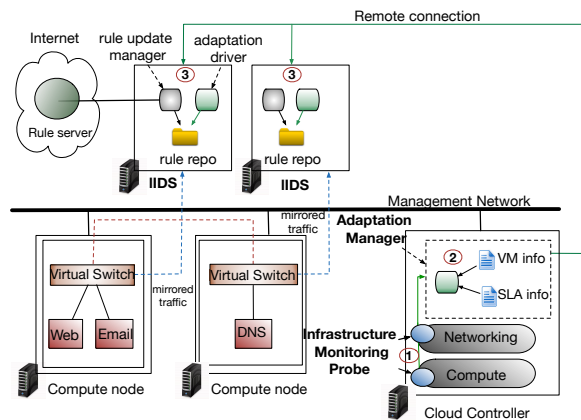 Remote connection
Internet
rule update
manager
adaptation
driver
3
3
Rule server
rule repo
rule repo
IIDS
IIDS
Management Network
mirrored
traffic
Adaptation
Manager
2
VM info
Virtual Switch
Virtual Switch
mirrored
traffic
SLA info
Web
Email
DNS
Infrastructure
Monitoring
Probe
Networking
1
Compute
Compute node
Compute node
Cloud Controller